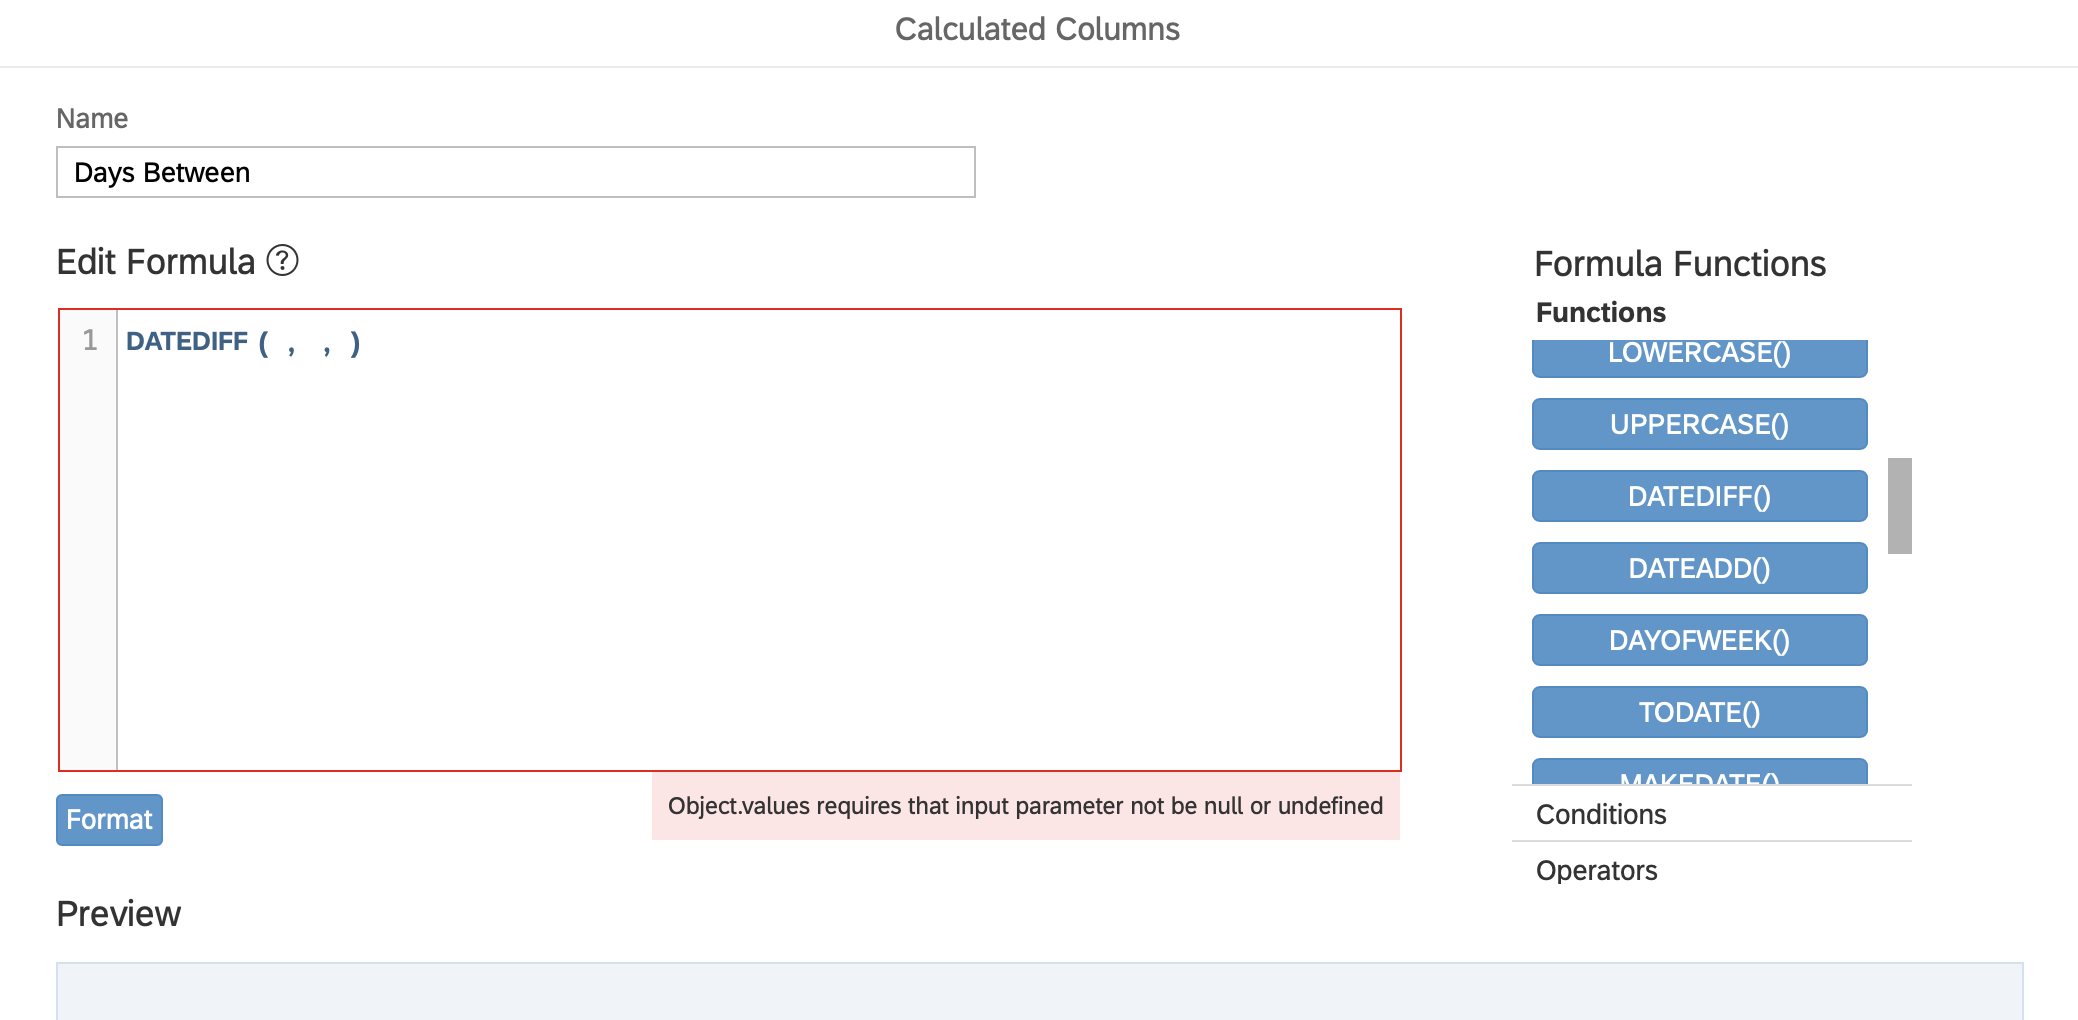 Calculated Columns
Name
Days Between
Edit Formula ?
1 DATEDIFF ( , , )
Object.values requires that input parameter not be null or undefined
Format
Preview
Formula Functions
Functions
LOWERCASE()
UPPERCASE()
DATEDIFF()
DATEADD()
DAYOFWEEK()
TODATE()
MAKEDATE()
Conditions
Operators